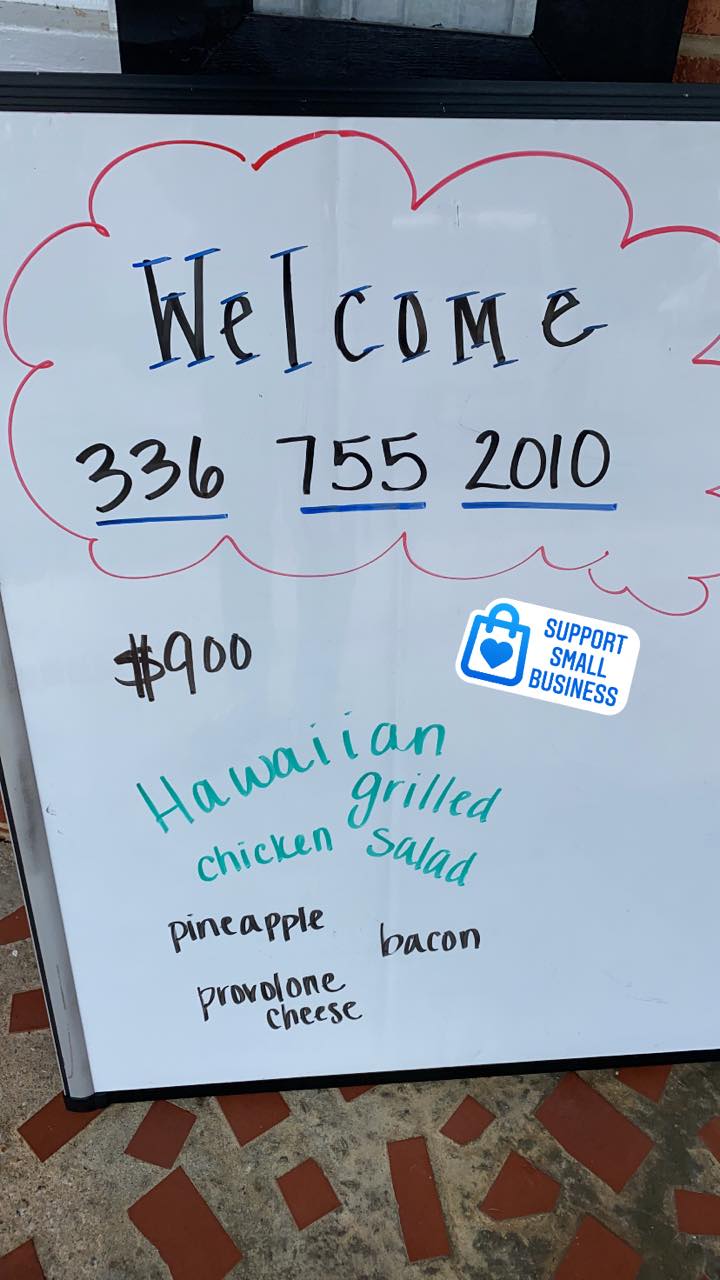 Welcome
336 755 2010
$900
SUPPORT
SMALL
BUSINESS
Hawaiian
grilled
chicken salad
pineapple bacon
provolone
cheese